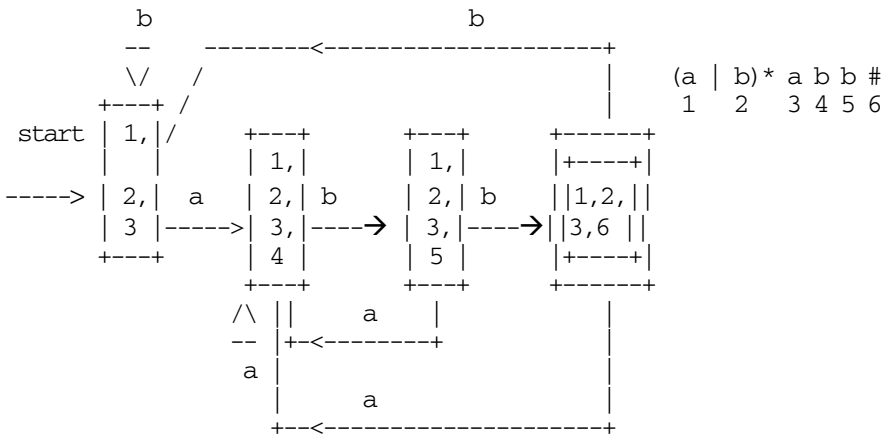 b b
-- --------<---------------------+
\/ / | (a | b)* a b b #
+---+ / | 1 2 3 4 5 6
start | 1,|/ +---+ +---+ +------+
| | | 1,| | 1,| |+----+|
-----> | 2,| a | 2,| b | 2,| b ||1,2,||
| 3 |----->| 3,|----→ | 3,|----→||3,6 ||
+---+ | 4 | | 5 | |+----+|
+---+ +---+ +------+
/\ || a | |
-- |+-<--------+ |
a | |
| a |
+--<---------------------+